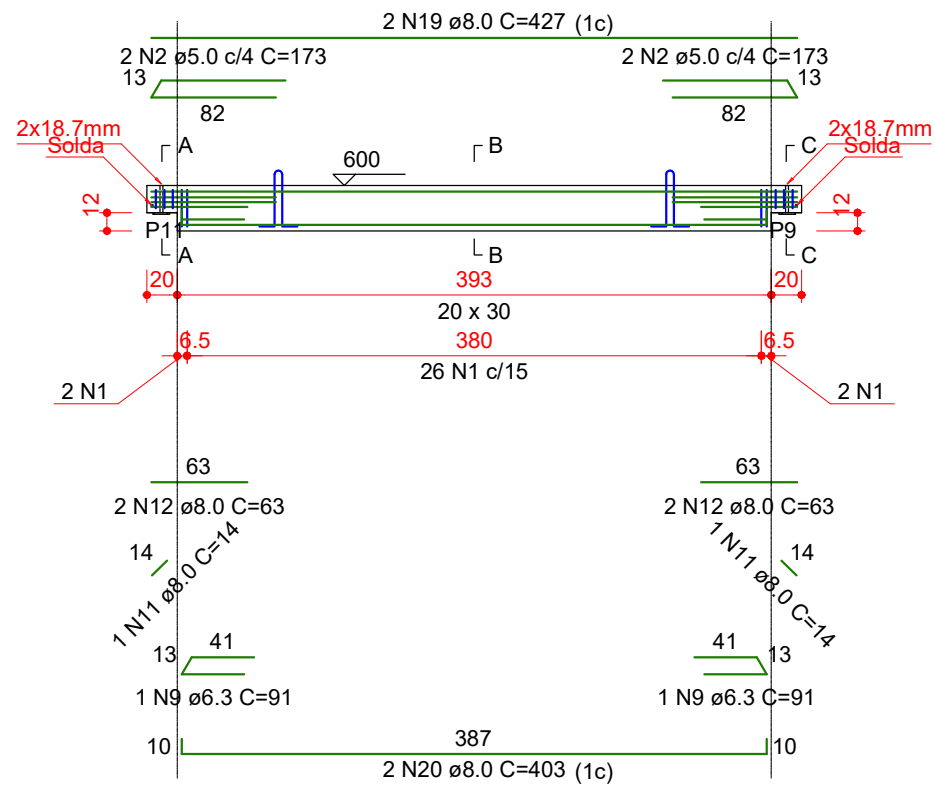 2 N19 ø8.0 C=427 (1c)
2 N2 ø5.0 c/4 C=173
2 N2 ø5.0 c/4 C=173
13
13
82
82
2x18.7mm
Solda
A
600
B
C
2x18.7mm
Solda
12
12
P11
P9
A
B
C
20
393
20
20 x 30
6.5
380
6.5
26 N1 c/15
2 N1
2 N1
63
63
2 N12 ø8.0 C=63
2 N12 ø8.0 C=63
14
1 N11 ø8.0 C=14
1 N11 ø8.0 C=14
14
13
41
41
13
1 N9 ø6.3 C=91
1 N9 ø6.3 C=91
10
387
10
2 N20 ø8.0 C=403 (1c)